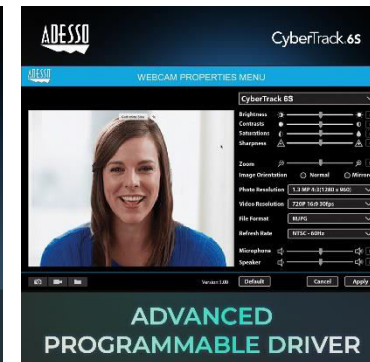 ADESSO
CyberTrack.6S
ADESSO
WEBCAM PROPERTIES MENU
CyberTrack 6S
Brightness
Contrasts
Saturations
Sharpness
Zoom
Image Orientation Normal Mirror
Photo Resolution 1.3 MP 4:3(1280 x 960)
Video Resolution 720P 16:9 30fps
File Format MJPG
Refresh Rate NTSC - 60Hz
Microphone
Speaker
Version 1.00 Default Cancel Apply
ADVANCED
PROGRAMMABLE DRIVER